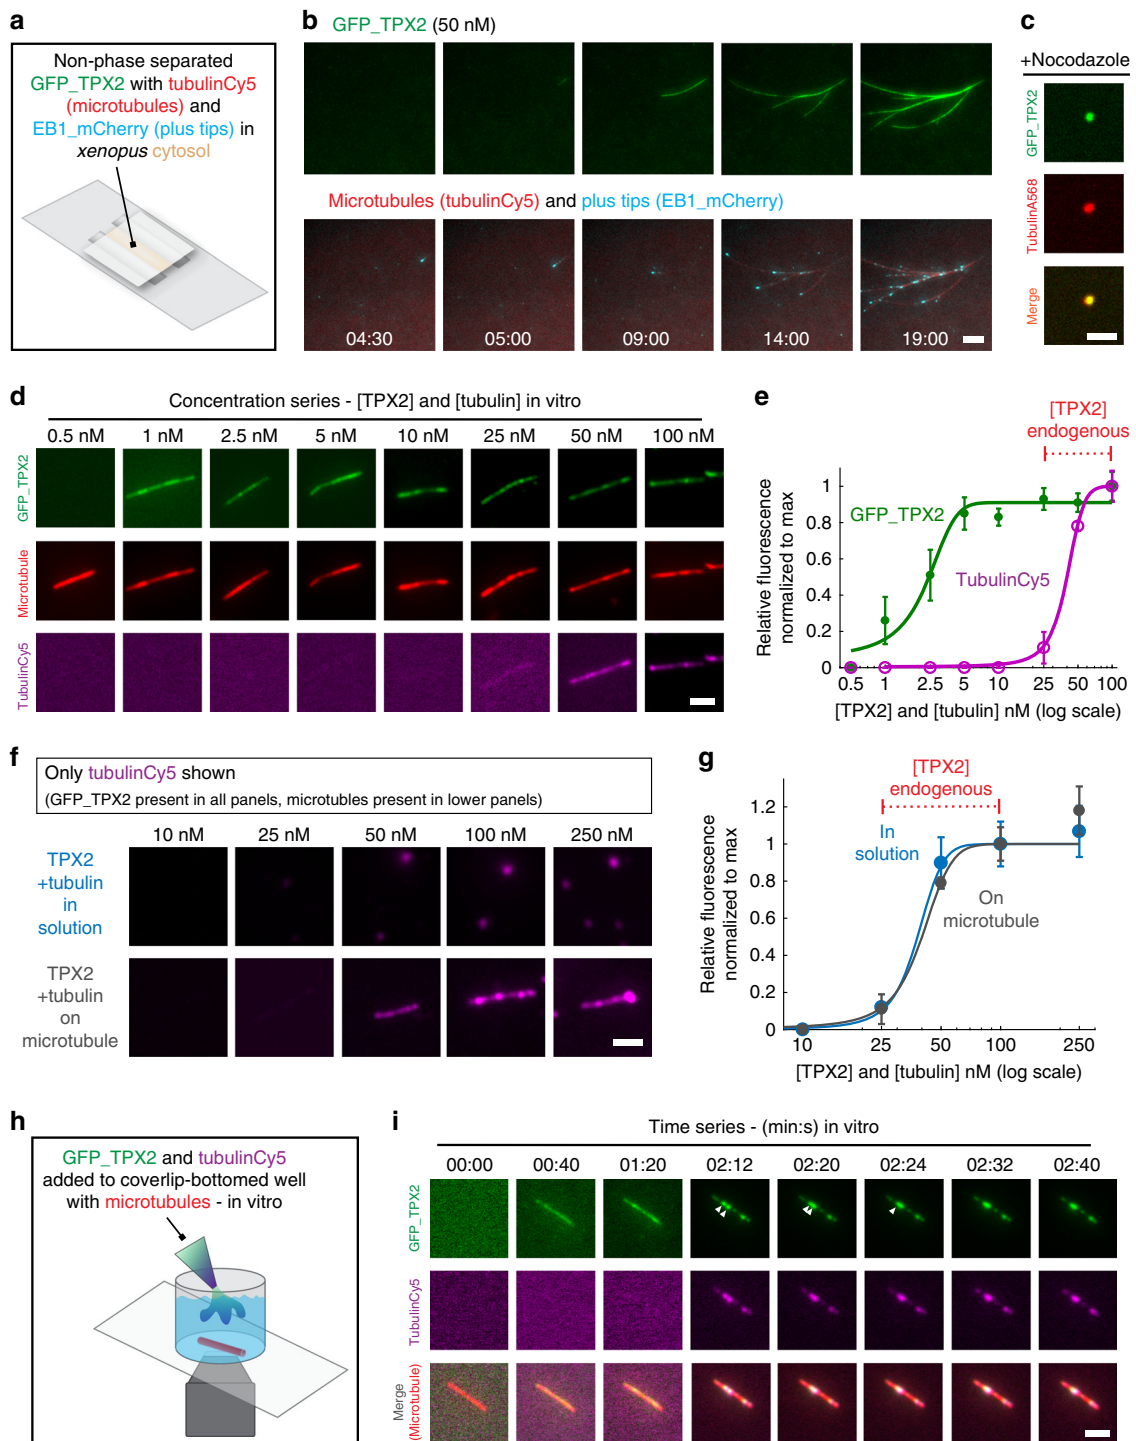 a
Non-phase separated
GFP_TPX2 with tubulinCy5
(microtubules) and
EB1_mCherry (plus tips) in
xenopus cytosol
b
GFP_TPX2 (50 nM)
Microtubules (tubulinCy5) and plus tips (EB1_mCherry)
04:30 05:00 09:00 14:00 19:00
c
+Nocodazole
GFP_TPX2
TubulinA568
Merge
d
Concentration series - [TPX2] and [tubulin] in vitro
0.5 nM 1 nM 2.5 nM 5 nM 10 nM 25 nM 50 nM 100 nM
GFP_TPX2
Microtubule
TubulinCy5
e
[TPX2]
endogenous
GFP_TPX2
TubulinCy5
Relative fluorescence
normalized to max
1
0.8
0.6
0.4
0.2
0
0.5 1 2.5 5 10 25 50 100
[TPX2] and [tubulin] nM (log scale)
f
Only tubulinCy5 shown
(GFP_TPX2 present in all panels, microtubles present in lower panels)
10 nM 25 nM 50 nM 100 nM 250 nM
TPX2
+tubulin
in
solution
TPX2
+tubulin
on
microtubule
g
[TPX2]
endogenous
In
solution
On
microtubule
Relative fluorescence
normalized to max
1.2
1
0.8
0.6
0.4
0.2
0
10 25 50 100 250
[TPX2] and [tubulin] nM (log scale)
h
GFP_TPX2 and tubulinCy5
added to coverlip-bottomed well
with microtubules - in vitro
i
Time series - (min:s) in vitro
00:00 00:40 01:20 02:12 02:20 02:24 02:32 02:40
GFP_TPX2
TubulinCy5
Merge
(Microtubule)